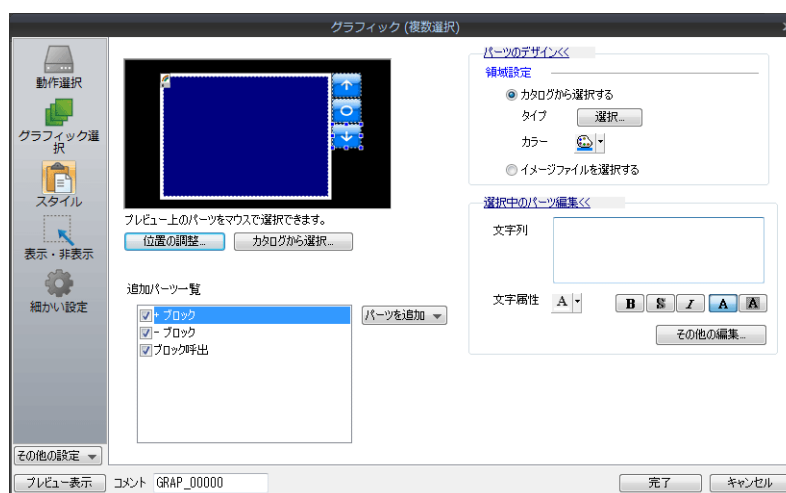 グラフィック (複数選択)
動作選択
グラフィック選
択
スタイル
表示・非表示
細かい設定
その他の設定
プレビュー上のパーツをマウスで選択できます。
位置の調整...
カタログから選択...
追加パーツ一覧
+ ブロック
- ブロック
ブロック呼出
パーツを追加
パーツのデザイン<<
領域設定
カタログから選択する
タイプ
選択...
カラー
イメージファイルを選択する
選択中のパーツ編集<<
文字列
文字属性 A B S I A A
その他の編集...
プレビュー表示
コメント GRAP_00000
完了
キャンセル